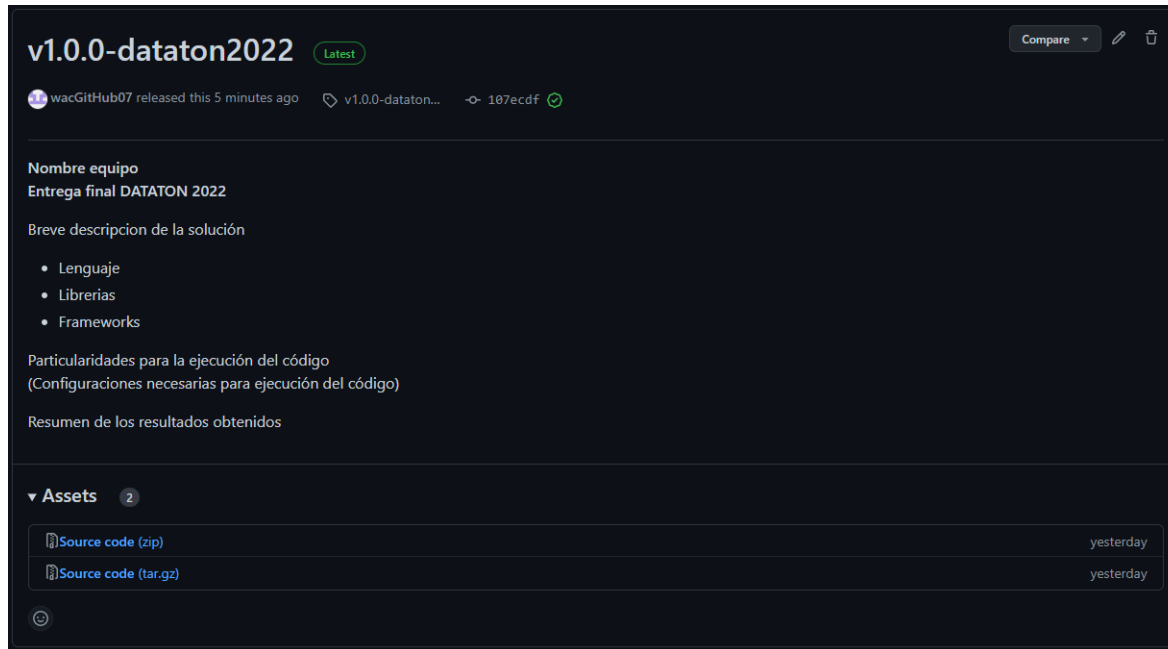 v1.0.0-dataton2022 Latest
Compare
wacGitHub07 released this 5 minutes ago v1.0.0-dataton... 107ecdf
Nombre equipo
Entrega final DATATON 2022
Breve descripcion de la solución
Lenguaje
Librerias
Frameworks
Particularidades para la ejecución del código
(Configuraciones necesarias para ejecución del código)
Resumen de los resultados obtenidos
Assets 2
Source code (zip) yesterday
Source code (tar.gz) yesterday